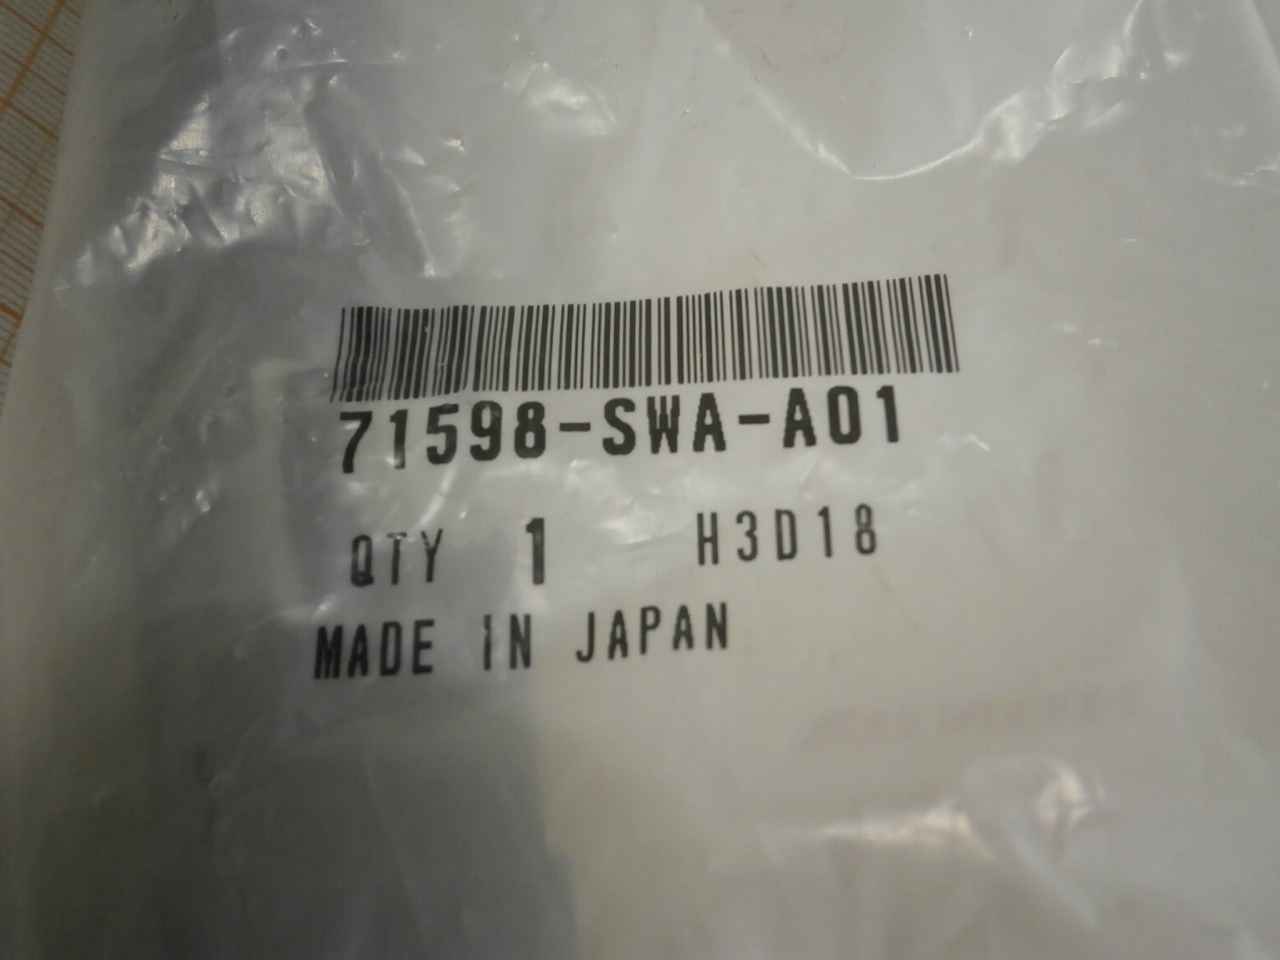 71598-SWA-A01
QTY 1 H3D18
MADE IN JAPAN